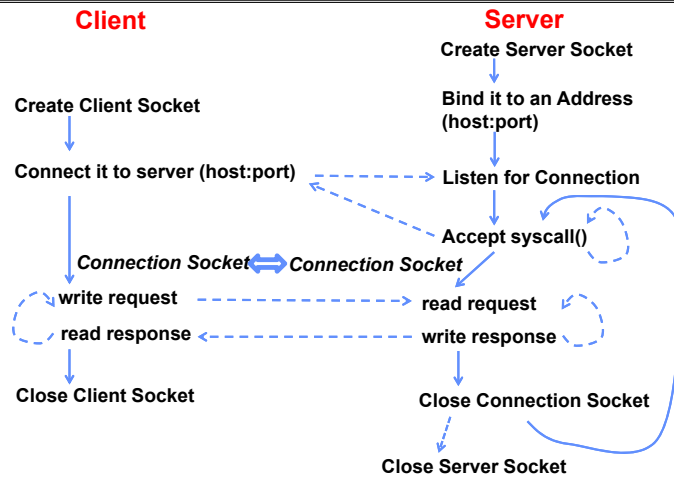 Client
Server
Create Server Socket
Create Client Socket
Bind it to an Address
(host:port)
Connect it to server (host:port)
Listen for Connection
Accept syscall()
Connection Socket
Connection Socket
write request
read request
read response
write response
Close Client Socket
Close Connection Socket
Close Server Socket